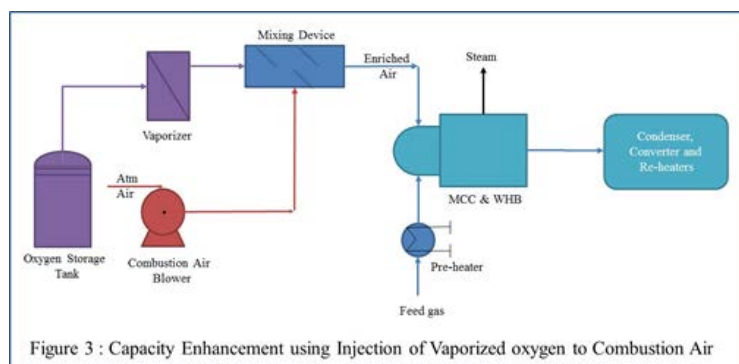 Mixing Device
Enriched
Air
Steam
Vaporizer
Condenser,
Converter and
Re-heaters
Atm
Air
MCC & WHB
Oxygen Storage
Tank
Combustion Air
Blower
Pre-heater
Feed gas
Figure 3 : Capacity Enhancement using Injection of Vaporized oxygen to Combustion Air